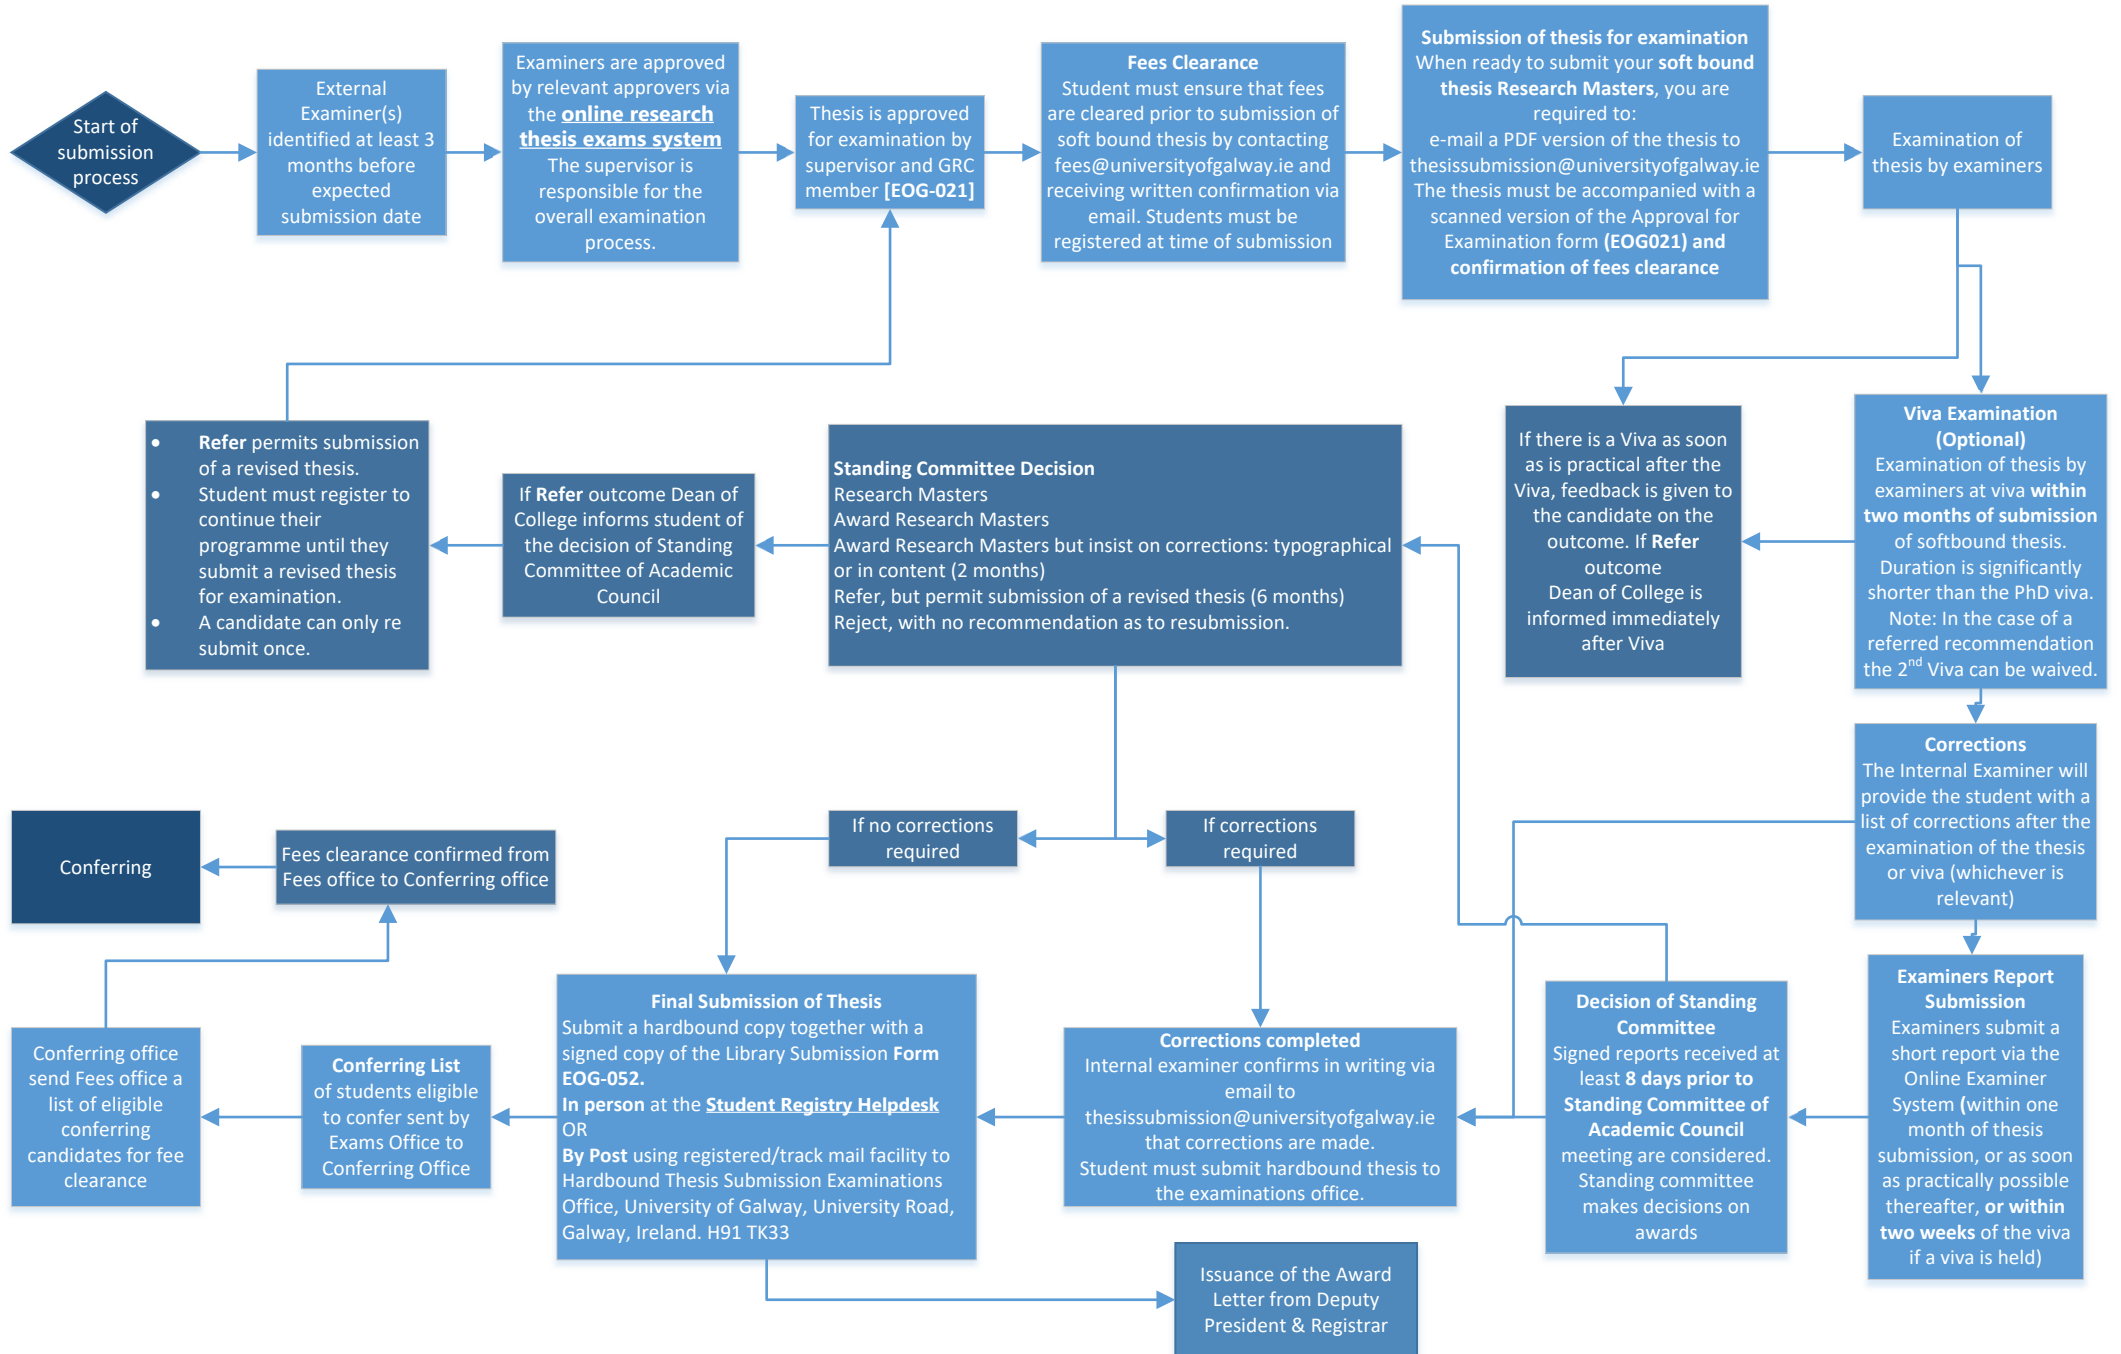 Start of
submission
process
External
Examiner(s)
identified at least 3
months before
expected
submission date
Examiners are approved
by relevant approvers via
the online research
thesis exams system
The supervisor is
responsible for the
overall examination
process.
Thesis is approved
for examination by
supervisor and GRC
member [EOG-021]
Fees Clearance
Student must ensure that fees
are cleared prior to submission of
soft bound thesis by contacting
fees@universityofgalway.ie and
receiving written confirmation via
email. Students must be
registered at time of submission
Submission of thesis for examination
When ready to submit your soft bound
thesis Research Masters, you are
required to:
e-mail a PDF version of the thesis to
thesissubmission@universityofgalway.ie
The thesis must be accompanied with a
scanned version of the Approval for
Examination form (EOG021) and
confirmation of fees clearance
Examination of
thesis by examiners
• Refer permits submission
of a revised thesis.
• Student must register to
continue their
programme until they
submit a revised thesis
for examination.
• A candidate can only re
submit once.
If Refer outcome Dean of
College informs student of
the decision of Standing
Committee of Academic
Council
Standing Committee Decision
Research Masters
Award Research Masters
Award Research Masters but insist on corrections: typographical
or in content (2 months)
Refer, but permit submission of a revised thesis (6 months)
Reject, with no recommendation as to resubmission.
If there is a Viva as soon
as is practical after the
Viva, feedback is given to
the candidate on the
outcome. If Refer
outcome
Dean of College is
informed immediately
after Viva
Viva Examination
(Optional)
Examination of thesis by
examiners at viva within
two months of submission
of softbound thesis.
Duration is significantly
shorter than the PhD viva.
Note: In the case of a
referred recommendation
the 2nd Viva can be waived.
Corrections
The Internal Examiner will
provide the student with a
list of corrections after the
examination of the thesis
or viva (whichever is
relevant)
If no corrections
required
If corrections
required
Conferring
Fees clearance confirmed from
Fees office to Conferring office
Conferring office
send Fees office a
list of eligible
conferring
candidates for fee
clearance
Conferring List
of students eligible
to confer sent by
Exams Office to
Conferring Office
Final Submission of Thesis
Submit a hardbound copy together with a
signed copy of the Library Submission Form
EOG-052.
In person at the Student Registry Helpdesk
OR
By Post using registered/track mail facility to
Hardbound Thesis Submission Examinations
Office, University of Galway, University Road,
Galway, Ireland. H91 TK33
Corrections completed
Internal examiner confirms in writing via
email to
thesissubmission@universityofgalway.ie
that corrections are made.
Student must submit hardbound thesis to
the examinations office.
Decision of Standing
Committee
Signed reports received at
least 8 days prior to
Standing Committee of
Academic Council
meeting are considered.
Standing committee
makes decisions on
awards
Examiners Report
Submission
Examiners submit a
short report via the
Online Examiner
System (within one
month of thesis
submission, or as soon
as practically possible
thereafter, or within
two weeks of the viva
if a viva is held)
Issuance of the Award
Letter from Deputy
President & Registrar